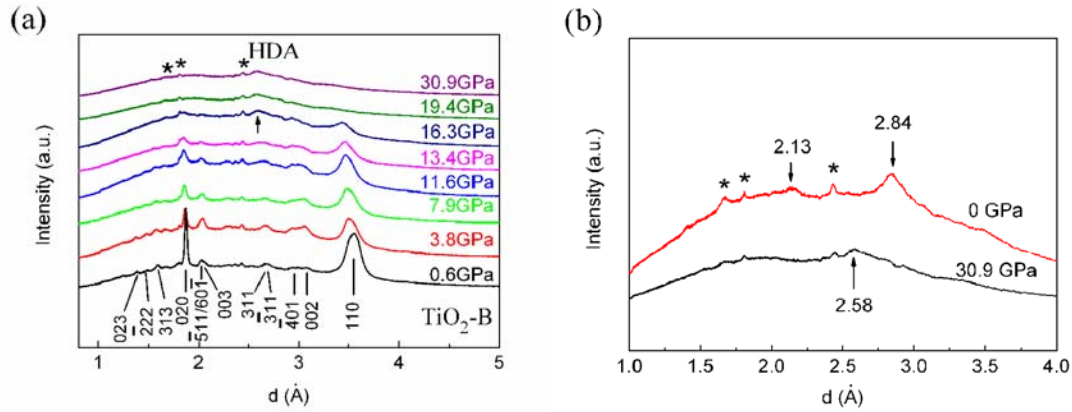 (a)
Intensity (a.u.)
* * * HDA
30.9GPa
19.4GPa
16.3GPa
13.4GPa
11.6GPa
7.9GPa
3.8GPa
0.6GPa
023
222
313
020
511/601
003
311
311
401
002
110
TiO₂-B
1 2 3 4 5
d (Å)
(b)
Intensity (a.u.)
* * *
2.13
2.84
0 GPa
30.9 GPa
2.58
1.0 1.5 2.0 2.5 3.0 3.5 4.0
d (Å)